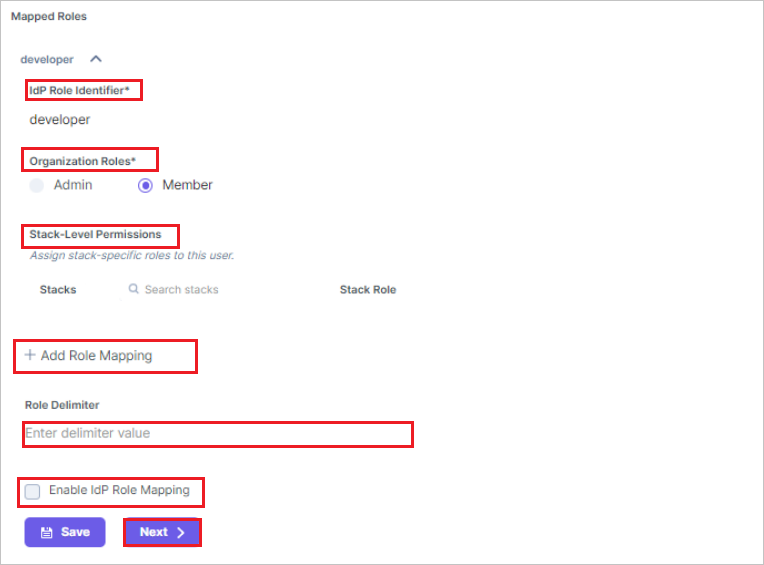 Mapped Roles
developer
IdP Role Identifier*
developer
Organization Roles*
Admin Member
Stack-Level Permissions
Assign stack-specific roles to this user.
Stacks Search stacks Stack Role
+ Add Role Mapping
Role Delimiter
Enter delimiter value
Enable IdP Role Mapping
Save Next